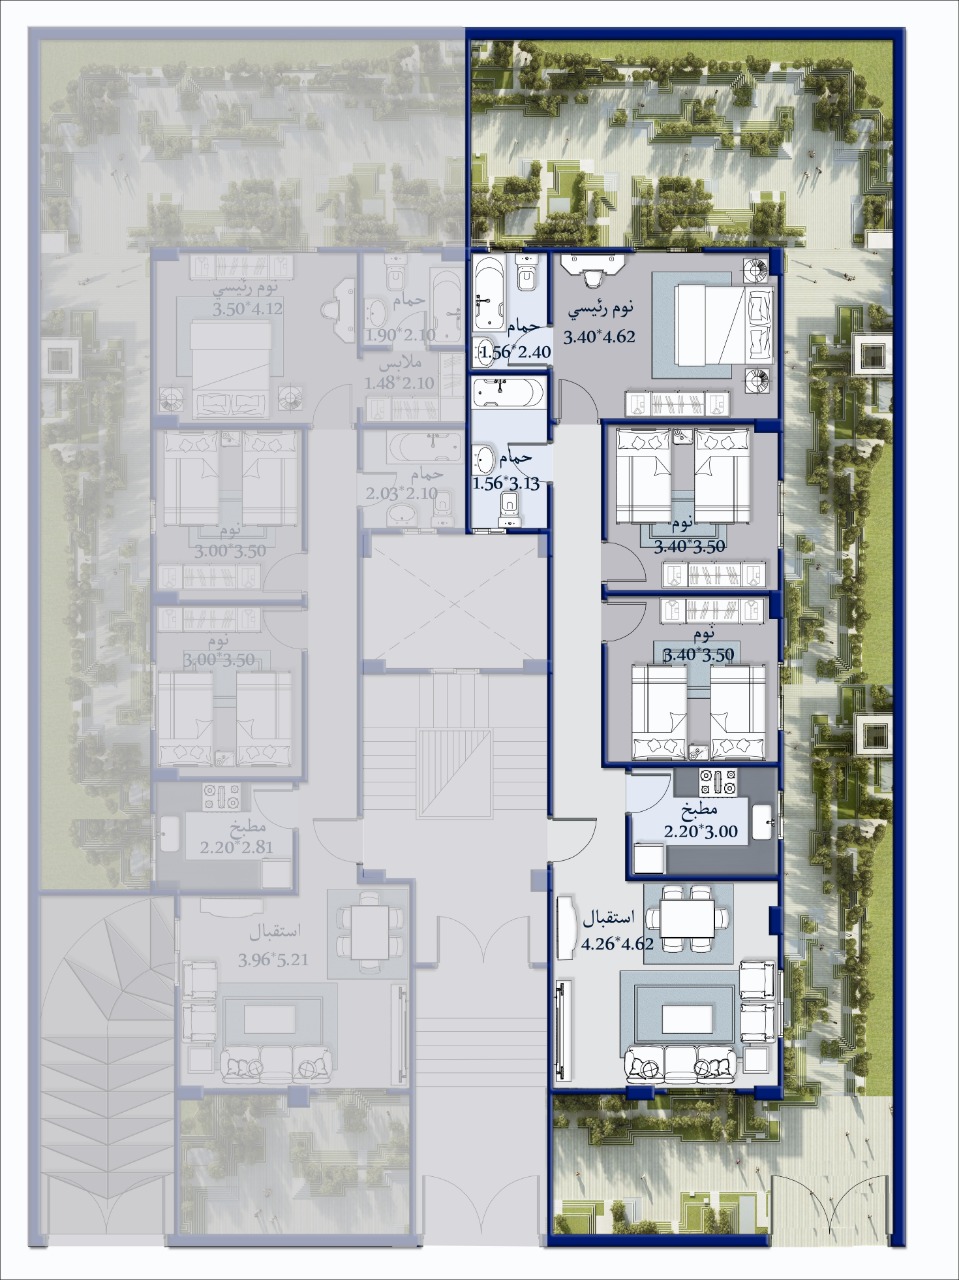 نوم رئيسي
3.50*4.12
حمام
1.90*2.10
ملابس
1.48*2.10
حمام
2.03*2.10
نوم
3.00*3.50
نوم
3.00*3.50
مطبخ
2.20*2.81
استقبال
3.96*5.21
حمام
1.56*2.40
نوم رئيسي
3.40*4.62
حمام
1.56*3.13
نوم
3.40*3.50
نوم
3.40*3.50
مطبخ
2.20*3.00
استقبال
4.26*4.62